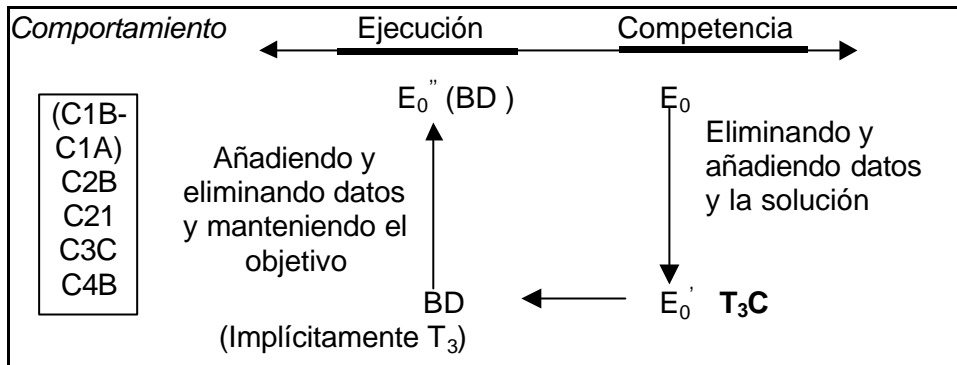 Comportamiento Ejecución Competencia
(C1B-
C1A)
C2B
C21
C3C
C4B
Añadiendo y
eliminando datos
y manteniendo el
objetivo
E₀’’ (BD )
BD
(Implícitamente T₃)
E₀
Eliminando y
añadiendo datos
y la solución
E₀’ T₃C